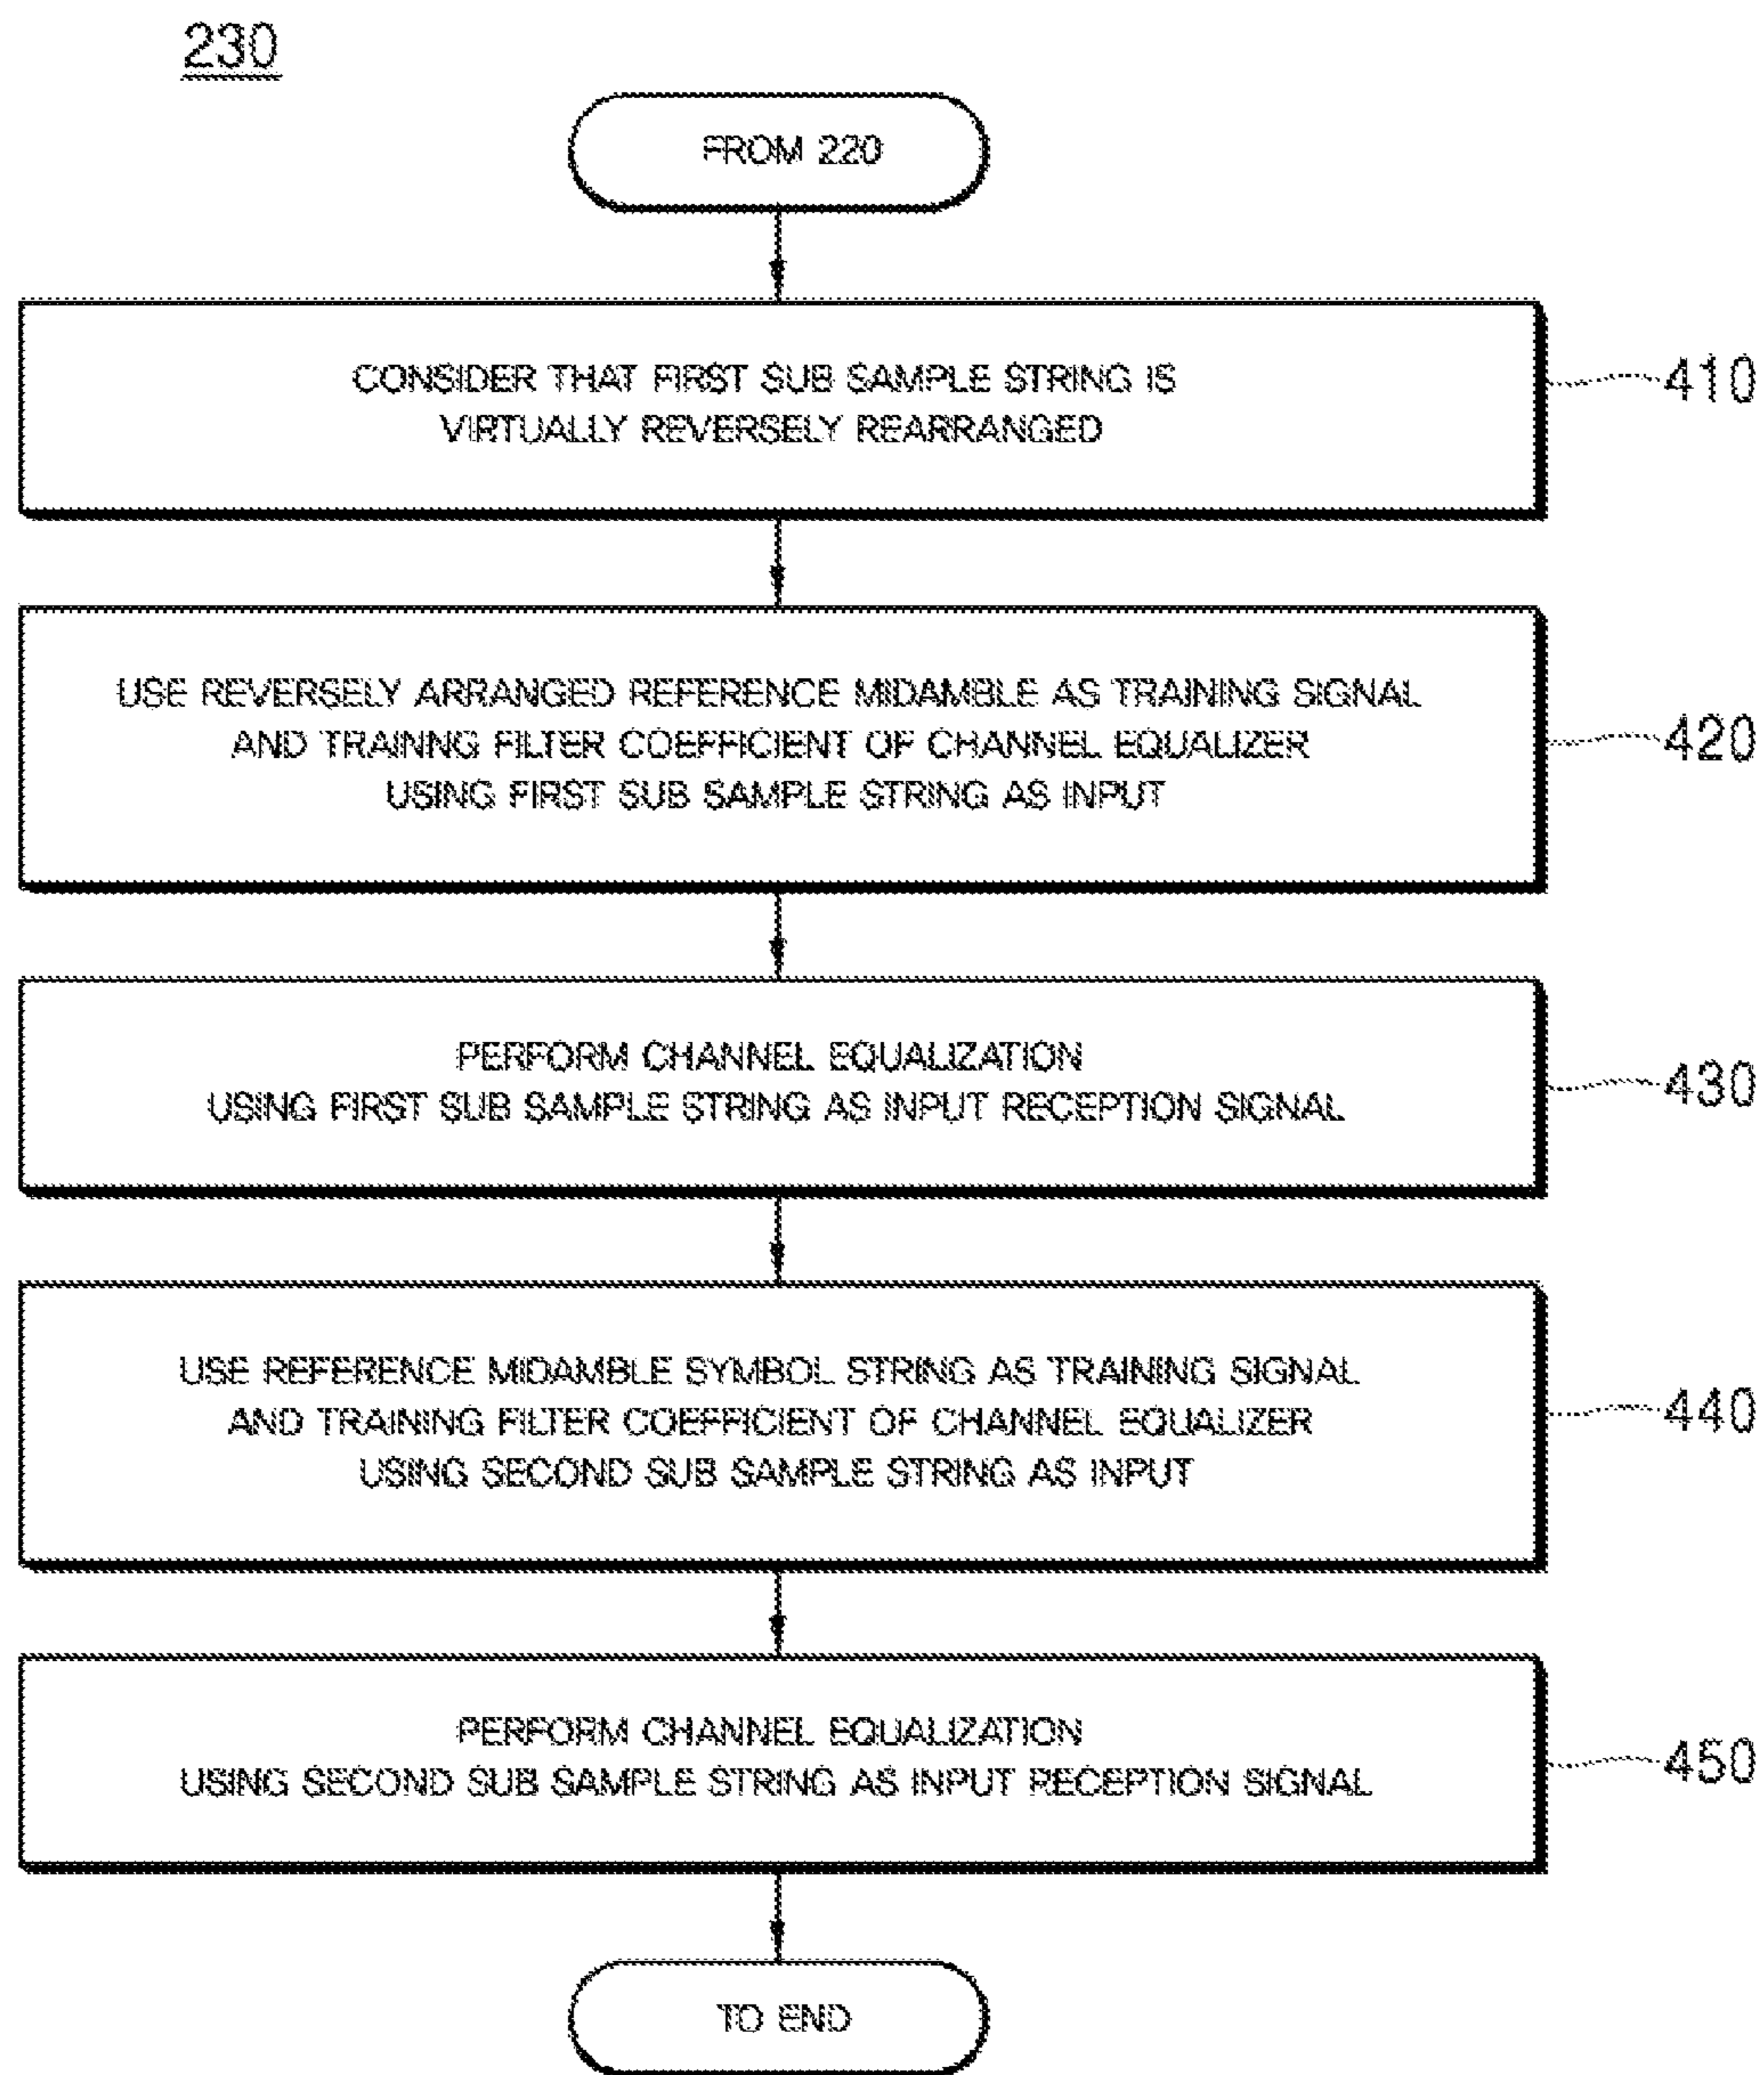 230
FROM 220
CONSIDER THAT FIRST SUB SAMPLE STRING IS
VIRTUALLY REVERSELY REARRANGED
410
USE REVERSELY ARRANGED REFERENCE MIDAMBLE AS TRAINING SIGNAL
AND TRAINNG FILTER COEFFICIENT OF CHANNEL EQUALIZER
USING FIRST SUB SAMPLE STRING AS INPUT
420
PERFORM CHANNEL EQUALIZATION
USING FIRST SUB SAMPLE STRING AS INPUT RECEPTION SIGNAL
430
USE REFERENCE MIDAMBLE SYMBOL STRING AS TRAINING SIGNAL
AND TRAINING FILTER COEFFICIENT OF CHANNEL EQUALIZER
USING SECOND SUB SAMPLE STRING AS INPUT
440
PERFORM CHANNEL EQUALIZATION
USING SECOND SUB SAMPLE STRING AS INPUT RECEPTION SIGNAL
450
TO END